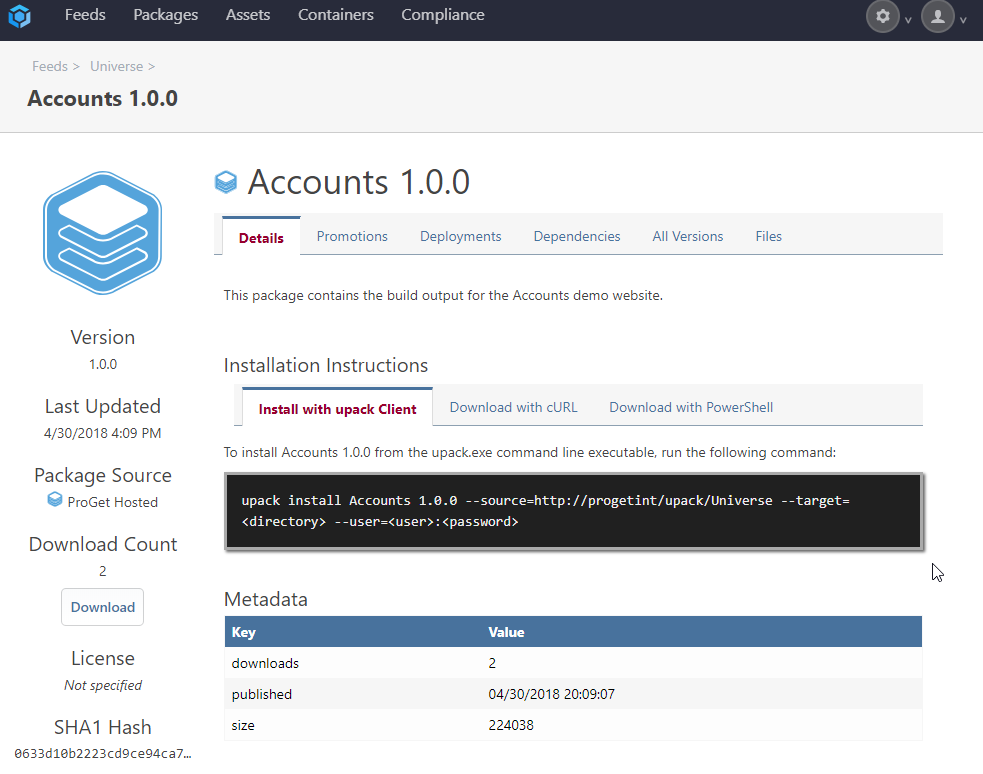 Feeds Packages Assets Containers Compliance
Feeds > Universe >
Accounts 1.0.0
Version
1.0.0
Last Updated
4/30/2018 4:09 PM
Package Source
ProGet Hosted
Download Count
2
Download
License
Not specified
SHA1 Hash
0633d10b2223cd9ce94ca7…
Accounts 1.0.0
Details Promotions Deployments Dependencies All Versions Files
This package contains the build output for the Accounts demo website.
Installation Instructions
Install with upack Client Download with cURL Download with PowerShell
To install Accounts 1.0.0 from the upack.exe command line executable, run the following command:
upack install Accounts 1.0.0 --source=http://progetint/upack/Universe --target=
<directory> --user=<user>:<password>
Metadata
Key Value
downloads 2
published 04/30/2018 20:09:07
size 224038